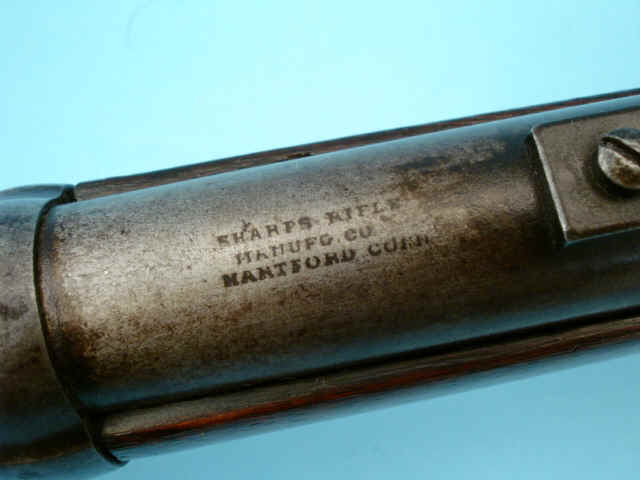 SHARPS RIFLE
MANUFG. CO.
HARTFORD CONN